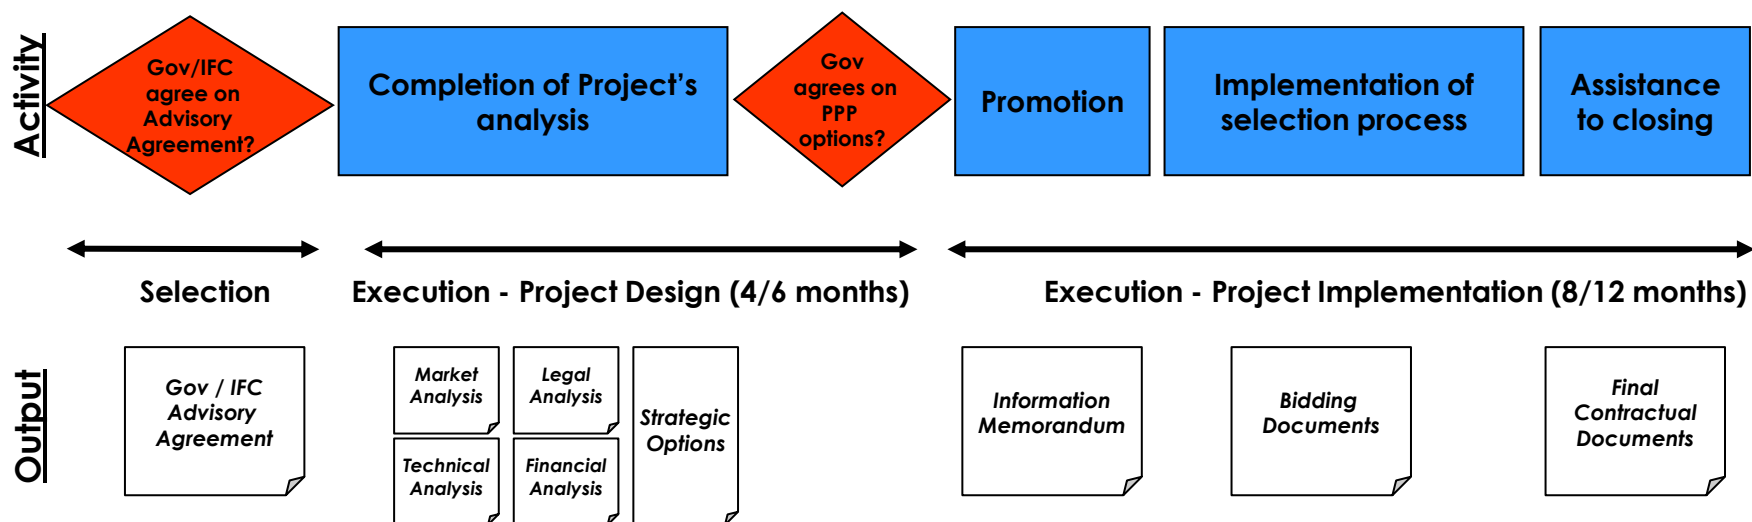 Activity
Gov/IFC
agree on
Advisory
Agreement?
Completion of Project's
analysis
Gov
agrees on
PPP
options?
Promotion
Implementation of
selection process
Assistance
to closing
Selection
Execution - Project Design (4/6 months)
Execution - Project Implementation (8/12 months)
Output
Gov / IFC
Advisory
Agreement
Market
Analysis
Legal
Analysis
Technical
Analysis
Financial
Analysis
Strategic
Options
Information
Memorandum
Bidding
Documents
Final
Contractual
Documents